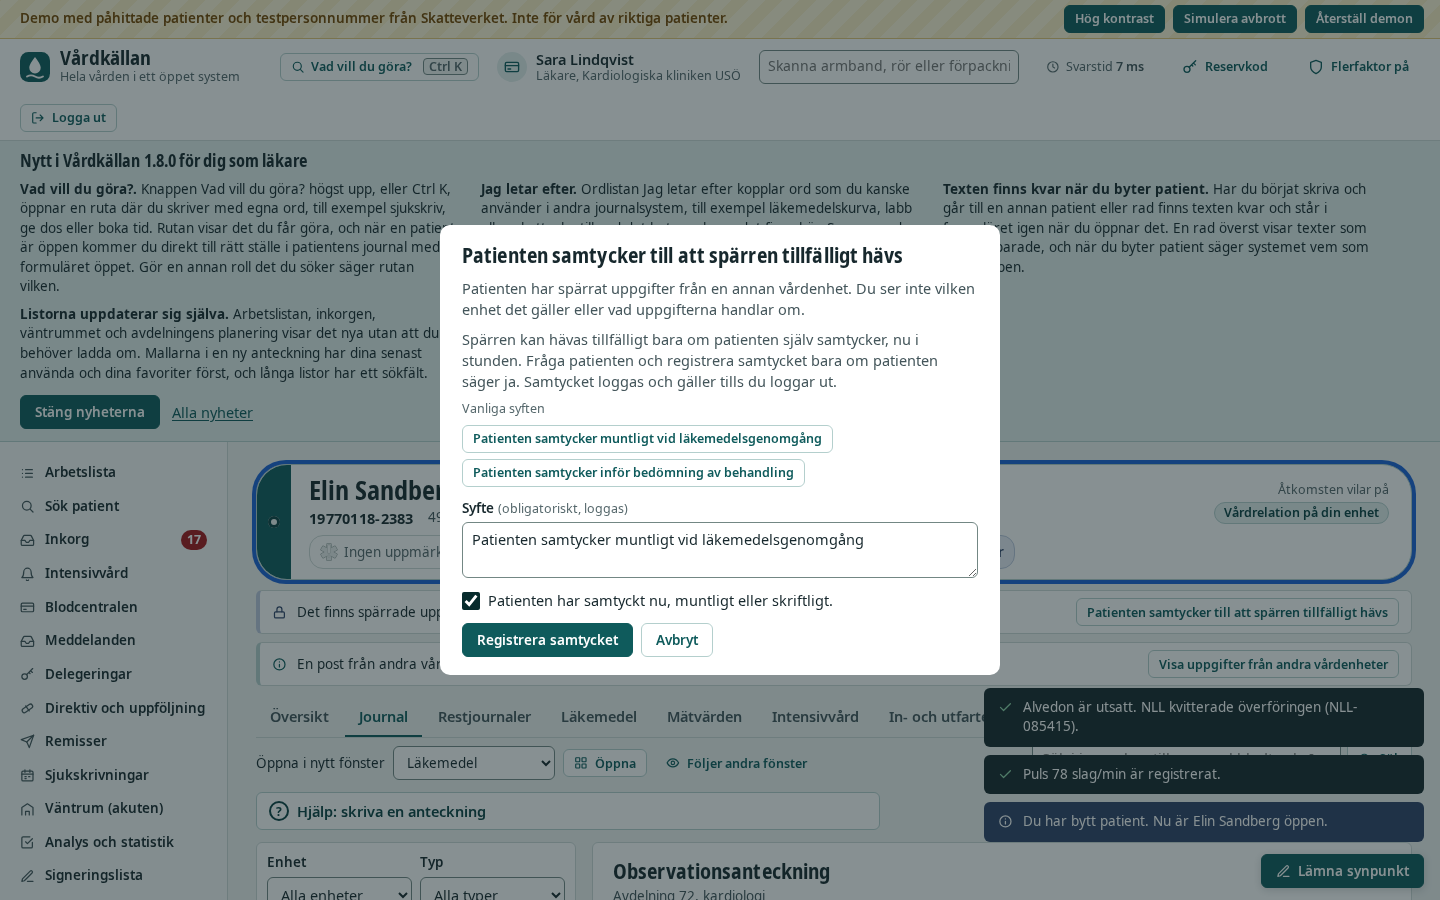 Demo med påhittade patienter och testpersonnummer från Skatteverket. Inte för vård av riktiga patienter.
Hög kontrast
Simulera avbrott
Återställ demon
Vårdkällan
Hela vården i ett öppet system
Vad vill du göra? Ctrl K
Sara Lindqvist
Läkare, Kardiologiska kliniken USÖ
Skanna armband, rör eller förpackni
Svarstid 7 ms
Reservkod
Flerfaktor på
Logga ut
Nytt i Vårdkällan 1.8.0 för dig som läkare
Vad vill du göra?. Knappen Vad vill du göra? högst upp, eller Ctrl K,
öppnar en ruta där du skriver med egna ord, till exempel sjukskriv,
ge dos eller boka tid. Rutan visar det du får göra, och när en patient
är öppen kommer du direkt till rätt ställe i patientens journal med
formuläret öppet. Gör en annan roll det du söker säger rutan
vilken.
Listorna uppdaterar sig själva. Arbetslistan, inkorgen,
väntrummet och avdelningens planering visar det nya utan att du
behöver ladda om. Mallarna i en ny anteckning har dina senast
använda och dina favoriter först, och långa listor har ett sökfält.
Jag letar efter. Ordlistan Jag letar efter kopplar ord som du kanske
använder i andra journalsystem, till exempel läkemedelskurva, labb
Texten finns kvar när du byter patient. Har du börjat skriva och
går till en annan patient eller rad finns texten kvar och står i
formuläret igen när du öppnar det. En rad överst visar texter som
parade, och när du byter patient säger systemet vem som
pen.
Stäng nyheterna
Alla nyheter
Patienten samtycker till att spärren tillfälligt hävs
Patienten har spärrat uppgifter från en annan vårdenhet. Du ser inte vilken
enhet det gäller eller vad uppgifterna handlar om.
Spärren kan hävas tillfälligt bara om patienten själv samtycker, nu i
stunden. Fråga patienten och registrera samtycket bara om patienten
säger ja. Samtycket loggas och gäller tills du loggar ut.
Vanliga syften
Patienten samtycker muntligt vid läkemedelsgenomgång
Patienten samtycker inför bedömning av behandling
Syfte (obligatoriskt, loggas)
Patienten samtycker muntligt vid läkemedelsgenomgång
Patienten har samtyckt nu, muntligt eller skriftligt.
Registrera samtycket
Avbryt
Arbetslista
Sök patient
Inkorg 17
Intensivvård
Blodcentralen
Meddelanden
Delegeringar
Direktiv och uppföljning
Remisser
Sjukskrivningar
Väntrum (akuten)
Analys och statistik
Signeringslista
Elin Sandber
19770118-2383 49
Ingen uppmärk
Åtkomsten vilar på
Vårdrelation på din enhet
Det finns spärrade upp
Patienten samtycker till att spärren tillfälligt hävs
En post från andra vår
Visa uppgifter från andra vårdenheter
Översikt
Journal
Restjournaler
Läkemedel
Mätvärden
Intensivvård
In- och utfarte
Öppna i nytt fönster
Läkemedel
Öppna
Följer andra fönster
Hjälp: skriva en anteckning
Enhet
Typ
Alla enheter
Alla typer
Observationsanteckning
Avdelning 72, kardiologi
Alvedon är utsatt. NLL kvitterade överföringen (NLL-
085415).
Puls 78 slag/min är registrerat.
Du har bytt patient. Nu är Elin Sandberg öppen.
Lämna synpunkt